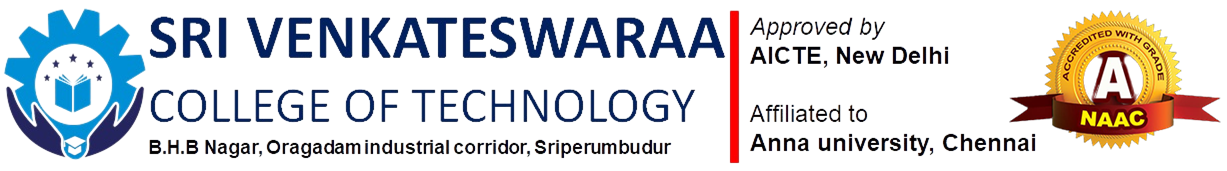 SRI VENKATESWARAA
COLLEGE OF TECHNOLOGY
B.H.B Nagar, Oragadam industrial corridor, Sriperumbudur
Approved by
AICTE, New Delhi
Affiliated to
Anna university, Chennai
ACCREDITED WITH GRADE
A
NAAC